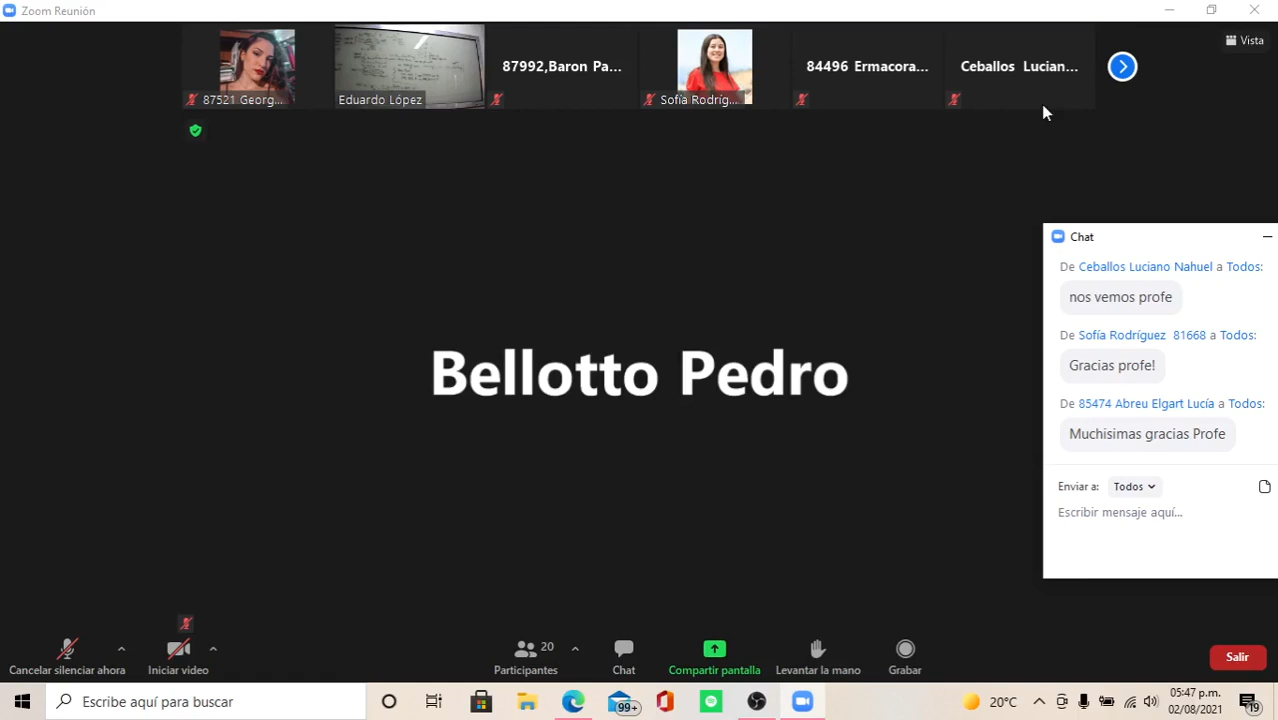 Zoom Reunión
Vista
87521 Georg...
Eduardo López
87992,Baron Pa...
Sofía Rodríg...
84496 Ermacora...
Ceballos Lucian...
Bellotto Pedro
Chat
De Ceballos Luciano Nahuel a Todos:
nos vemos profe
De Sofía Rodríguez 81668 a Todos:
Gracias profe!
De 85474 Abreu Elgart Lucía a Todos:
Muchisimas gracias Profe
Enviar a: Todos
Escribir mensaje aquí...
Cancelar silenciar ahora
Iniciar video
20
Participantes
Chat
Compartir pantalla
Levantar la mano
Grabar
Salir
Escribe aquí para buscar
99+
20°C
05:47 p.m.
02/08/2021
19